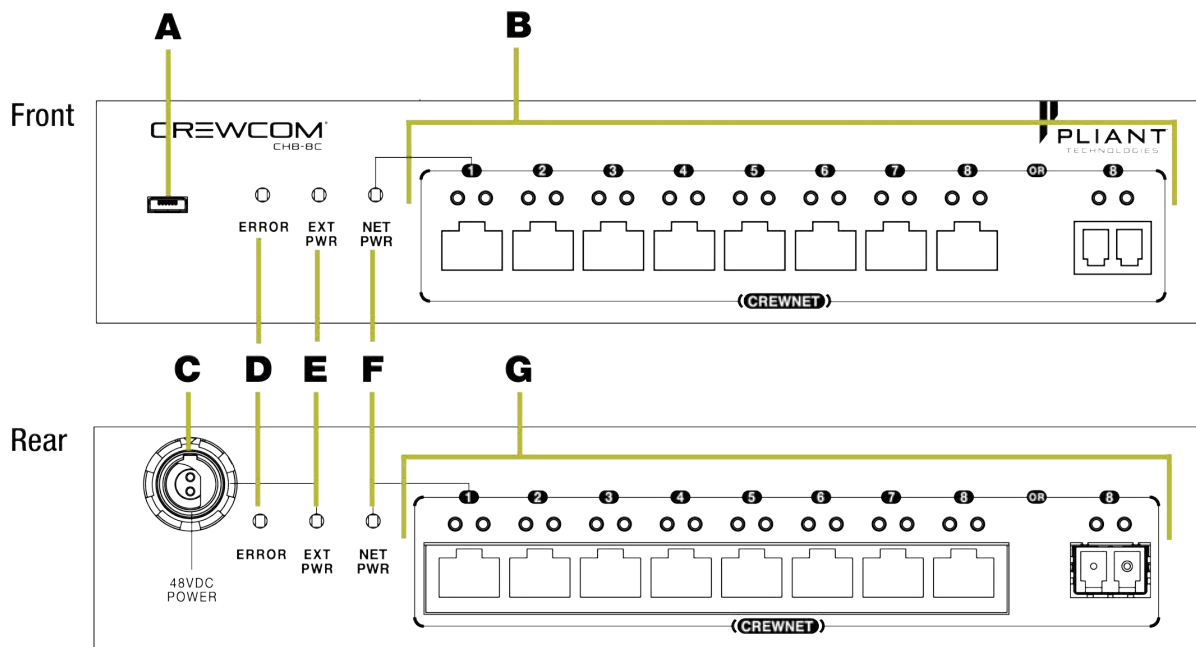 A
B
Front
CREWCOM®
CHB-8C
PLIANT
TECHNOLOGIES
1 2 3 4 5 6 7 8 OR 8
ERROR
EXT PWR
NET PWR
CREWNET
C
D
E
F
G
Rear
1 2 3 4 5 6 7 8 OR 8
ERROR
EXT PWR
NET PWR
48VDC
POWER
CREWNET